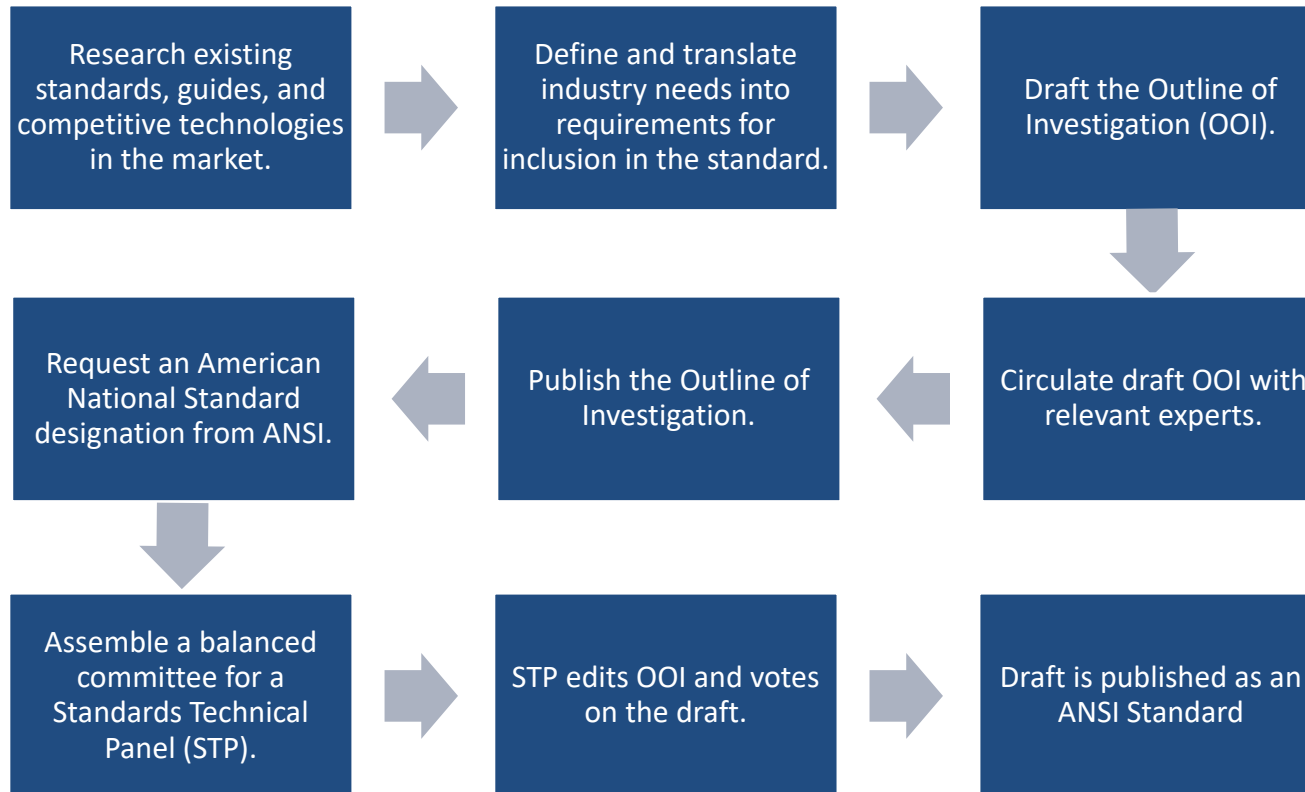 Research existing
standards, guides, and
competitive technologies
in the market.
Define and translate
industry needs into
requirements for
inclusion in the standard.
Draft the Outline of
Investigation (OOI).
Circulate draft OOI with
relevant experts.
Publish the Outline of
Investigation.
Request an American
National Standard
designation from ANSI.
Assemble a balanced
committee for a
Standards Technical
Panel (STP).
STP edits OOI and votes
on the draft.
Draft is published as an
ANSI Standard